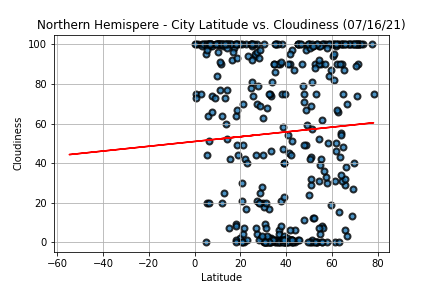 Northern Hemispere - City Latitude vs. Cloudiness (07/16/21)
100
80
60
40
20
0
Cloudiness
−60 −40 −20 0 20 40 60 80
Latitude